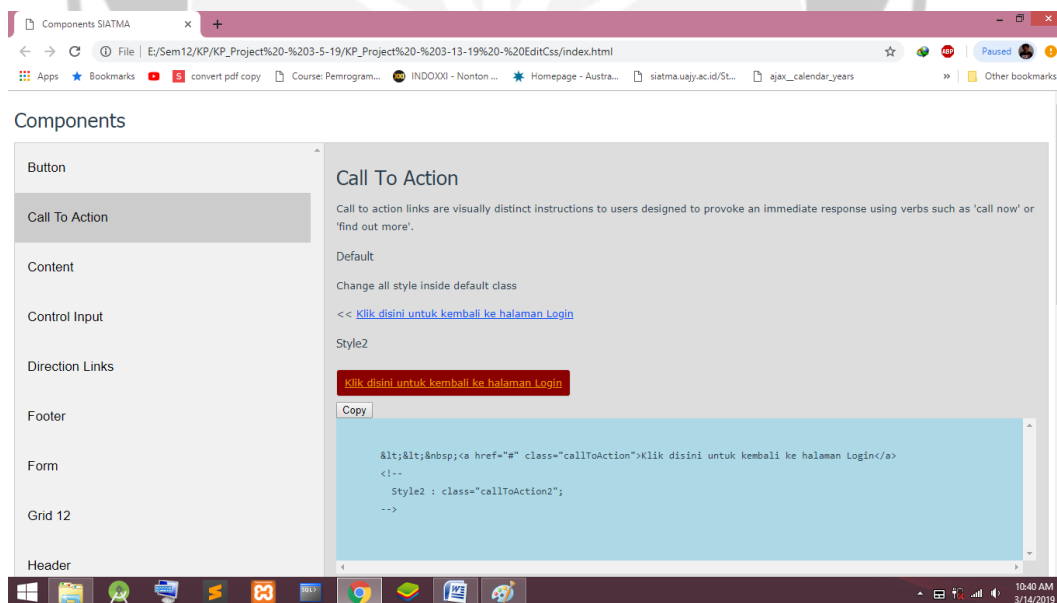 Components SIATMA
File | E:/Sem12/KP/KP_Project%20-%203-5-19/KP_Project%20-%203-13-19%20-%20EditCss/index.html
ABP
Paused
Apps Bookmarks S convert pdf copy Course: Pemrogram... INDOXXI - Nonton ... Homepage - Austra... siatma.uajy.ac.id/St... ajax_calendar_years » Other bookmarks
Components
Button
Call To Action
Content
Control Input
Direction Links
Footer
Form
Grid 12
Header
Call To Action
Call to action links are visually distinct instructions to users designed to provoke an immediate response using verbs such as 'call now' or
'find out more'.
Default
Change all style inside default class
<< Klik disini untuk kembali ke halaman Login
Style2
Klik disini untuk kembali ke halaman Login
Copy
&lt;&lt;&nbsp;<a href="#" class="callToAction">Klik disini untuk kembali ke halaman Login</a>
<!--
Style2 : class="callToAction2";
-->
10:40 AM
3/14/2019